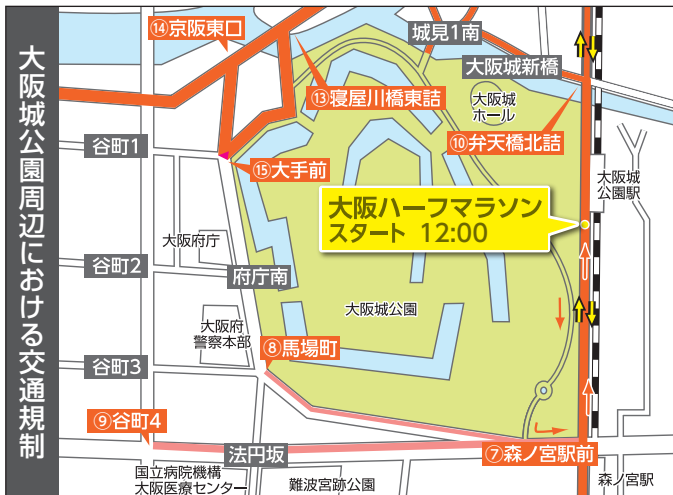 大阪城公園周辺における交通規制
⑭京阪東口
城見1南
大阪城新橋
⑬寝屋川橋東詰
大阪城
ホール
⑩弁天橋北詰
谷町1
⑮大手前
大阪城
公園駅
大阪ハーフマラソン
スタート 12:00
大阪府庁
谷町2
府庁南
大阪城公園
大阪府
警察本部
⑧馬場町
谷町3
⑨谷町4
法円坂
⑦森ノ宮駅前
国立病院機構
大阪医療センター
難波宮跡公園
森ノ宮駅